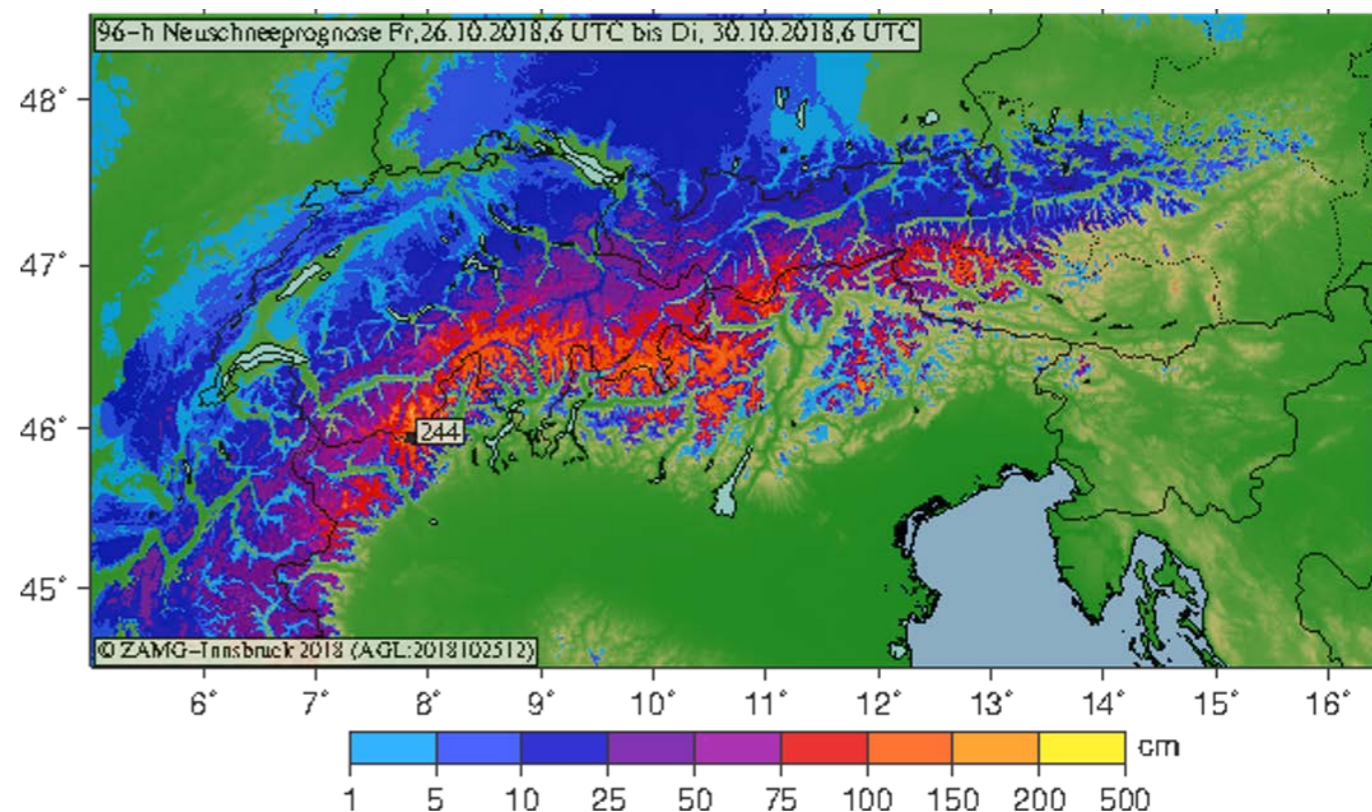 96-h Neuschneeprognose Fr,26.10.2018,6 UTC bis Di, 30.10.2018,6 UTC
48°
47°
46°
45°
244
© ZAMG-Innsbruck 2018 (AGL:2018102512)
6° 7° 8° 9° 10° 11° 12° 13° 14° 15° 16°
cm
1 5 10 25 50 75 100 150 200 500